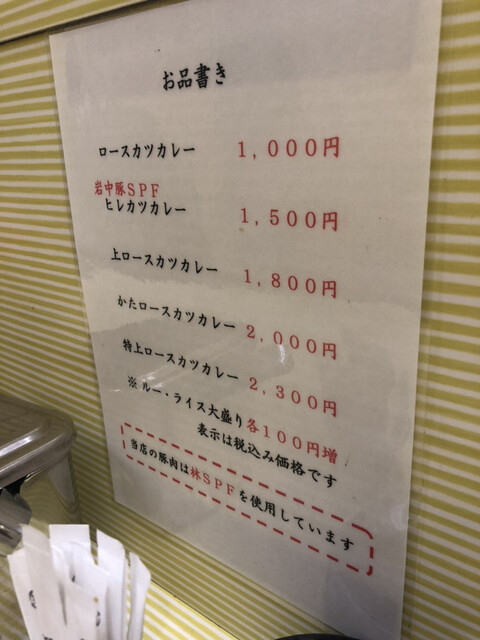 お品書き
ロースカツカレー 1,000円
岩中豚SPF
ヒレカツカレー 1,500円
上ロースカツカレー 1,800円
かたロースカツカレー 2,000円
特上ロースカツカレー 2,300円
※ルー・ライス大盛り各100円増
表示は税込み価格です
当店の豚肉は林SPFを使用しています